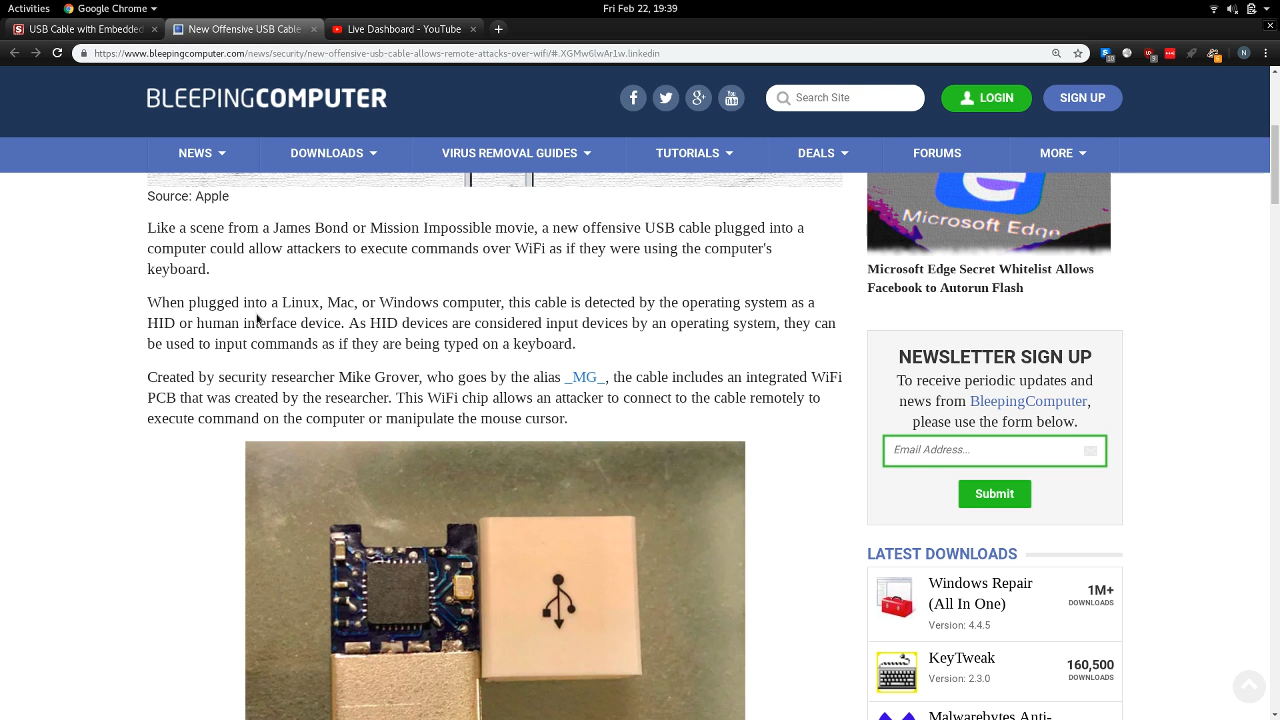 Activities Google Chrome Fri Feb 22, 19:39
USB Cable with Embedded New Offensive USB Cable Live Dashboard - YouTube
https://www.bleepingcomputer.com/news/security/new-offensive-usb-cable-allows-remote-attacks-over-wifi/#.XGMw6lwAr1w.linkedin
BLEEPINGCOMPUTER Search Site LOGIN SIGN UP
NEWS DOWNLOADS VIRUS REMOVAL GUIDES TUTORIALS DEALS FORUMS MORE
Source: Apple
Like a scene from a James Bond or Mission Impossible movie, a new offensive USB cable plugged into a
computer could allow attackers to execute commands over WiFi as if they were using the computer's
keyboard.
When plugged into a Linux, Mac, or Windows computer, this cable is detected by the operating system as a
HID or human interface device. As HID devices are considered input devices by an operating system, they can
be used to input commands as if they are being typed on a keyboard.
Created by security researcher Mike Grover, who goes by the alias _MG_, the cable includes an integrated WiFi
PCB that was created by the researcher. This WiFi chip allows an attacker to connect to the cable remotely to
execute command on the computer or manipulate the mouse cursor.
Microsoft Edge
Microsoft Edge Secret Whitelist Allows
Facebook to Autorun Flash
NEWSLETTER SIGN UP
To receive periodic updates and
news from BleepingComputer,
please use the form below.
Email Address...
Submit
LATEST DOWNLOADS
Windows Repair
(All In One)
Version: 4.4.5
1M+
DOWNLOADS
KeyTweak
Version: 2.3.0
160,500
DOWNLOADS
Malwarebytes Anti-